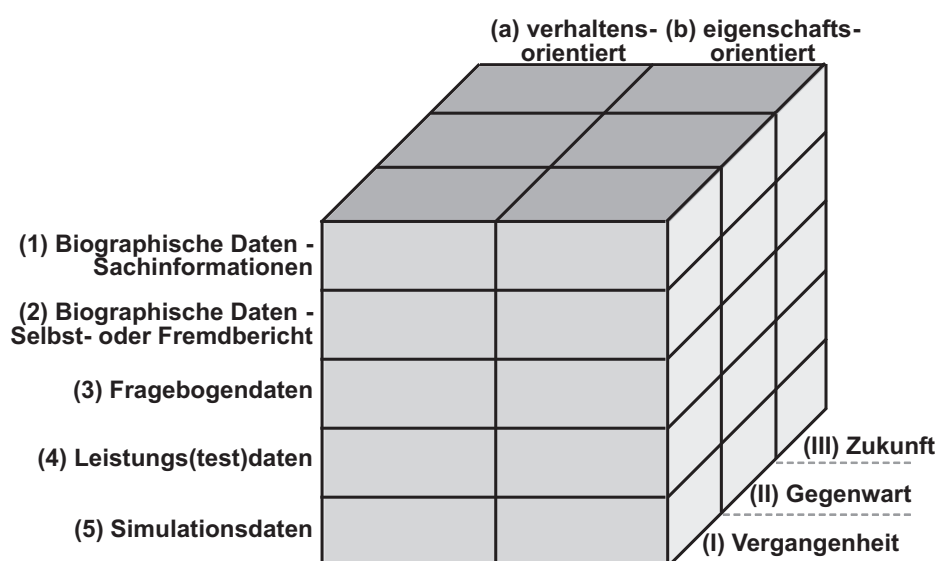 (a) verhaltens-
orientiert
(b) eigenschafts-
orientiert
(1) Biographische Daten -
Sachinformationen
(2) Biographische Daten -
Selbst- oder Fremdbericht
(3) Fragebogendaten
(4) Leistungs(test)daten
(5) Simulationsdaten
(III) Zukunft
(II) Gegenwart
(I) Vergangenheit